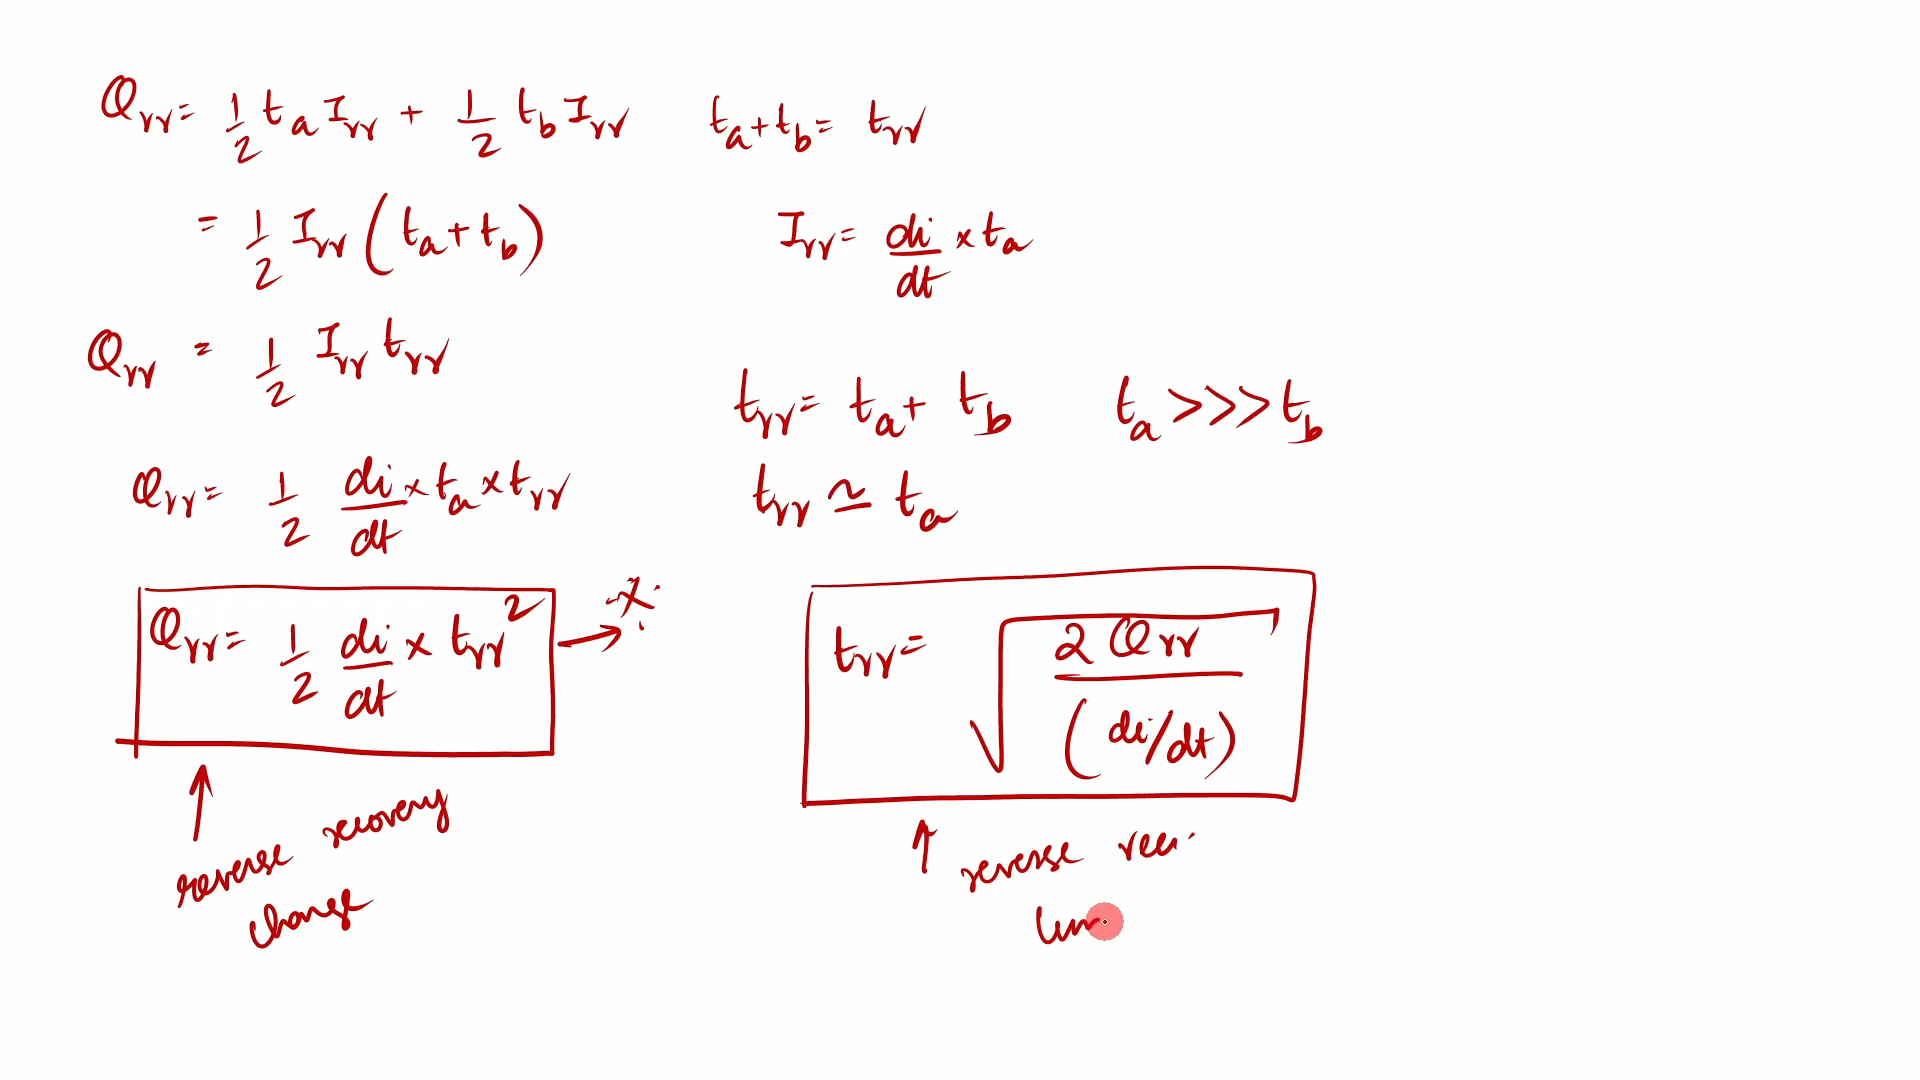 Qrr = 1/2 ta Irr + 1/2 tb Irr
ta + tb = trr
= 1/2 Irr (ta + tb)
Irr = di/dt × ta
Qrr = 1/2 Irr trr
trr = ta + tb
ta >>> tb
Qrr = 1/2 di/dt × ta × trr
trr ≃ ta
Qrr = 1/2 di/dt × trr²
trr = √(2 Qrr / (di/dt))
reverse recovery
charge
reverse